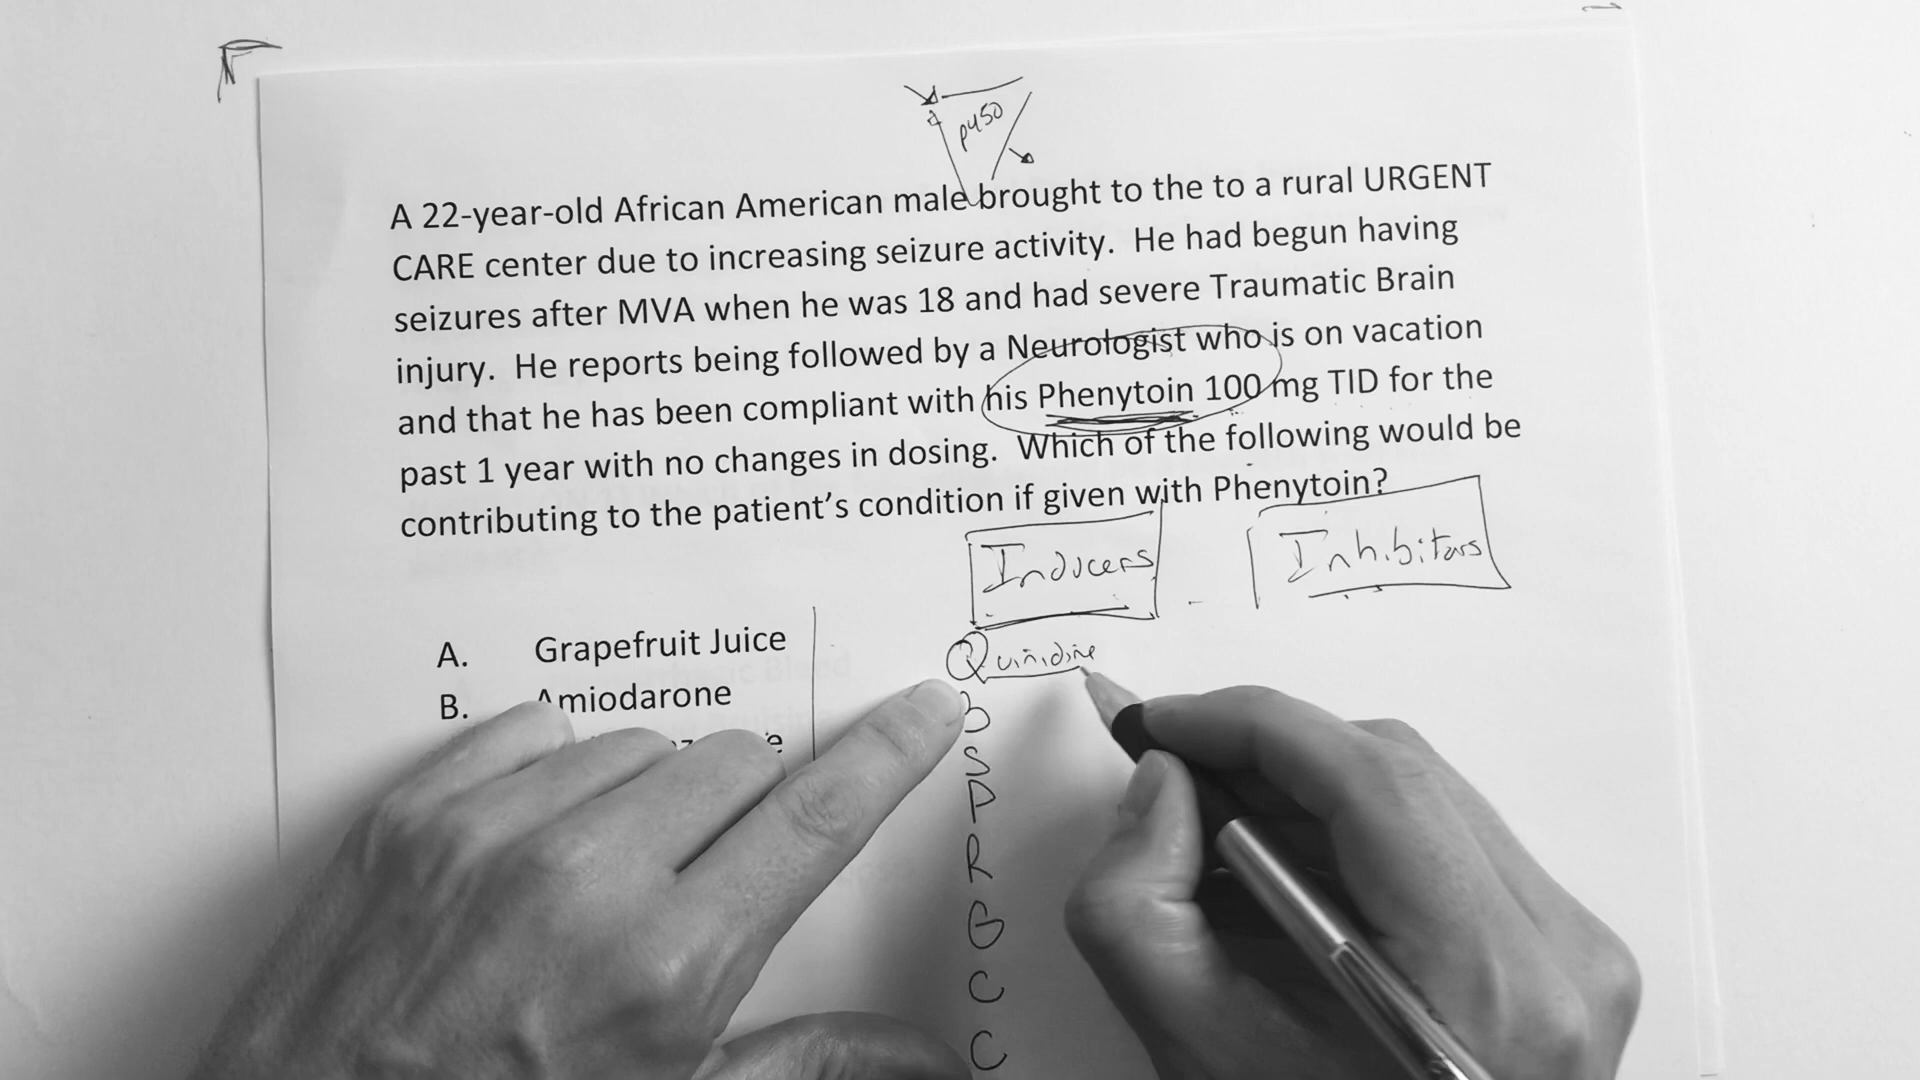 p450
A 22-year-old African American male brought to the to a rural URGENT
CARE center due to increasing seizure activity.  He had begun having
seizures after MVA when he was 18 and had severe Traumatic Brain
injury.  He reports being followed by a Neurologist who is on vacation
and that he has been compliant with his Phenytoin 100 mg TID for the
past 1 year with no changes in dosing.  Which of the following would be
contributing to the patient's condition if given with Phenytoin?
Inducers Inhibitors
A. Grapefruit Juice
Quinidine
B. Amiodarone
S
P
R
G
C
C